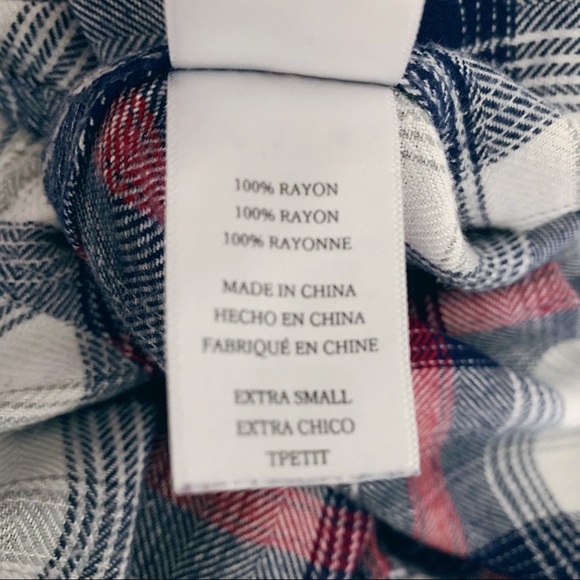 100% RAYON
100% RAYON
100% RAYONNE
MADE IN CHINA
HECHO EN CHINA
FABRIQUÉ EN CHINE
EXTRA SMALL
EXTRA CHICO
TPETIT